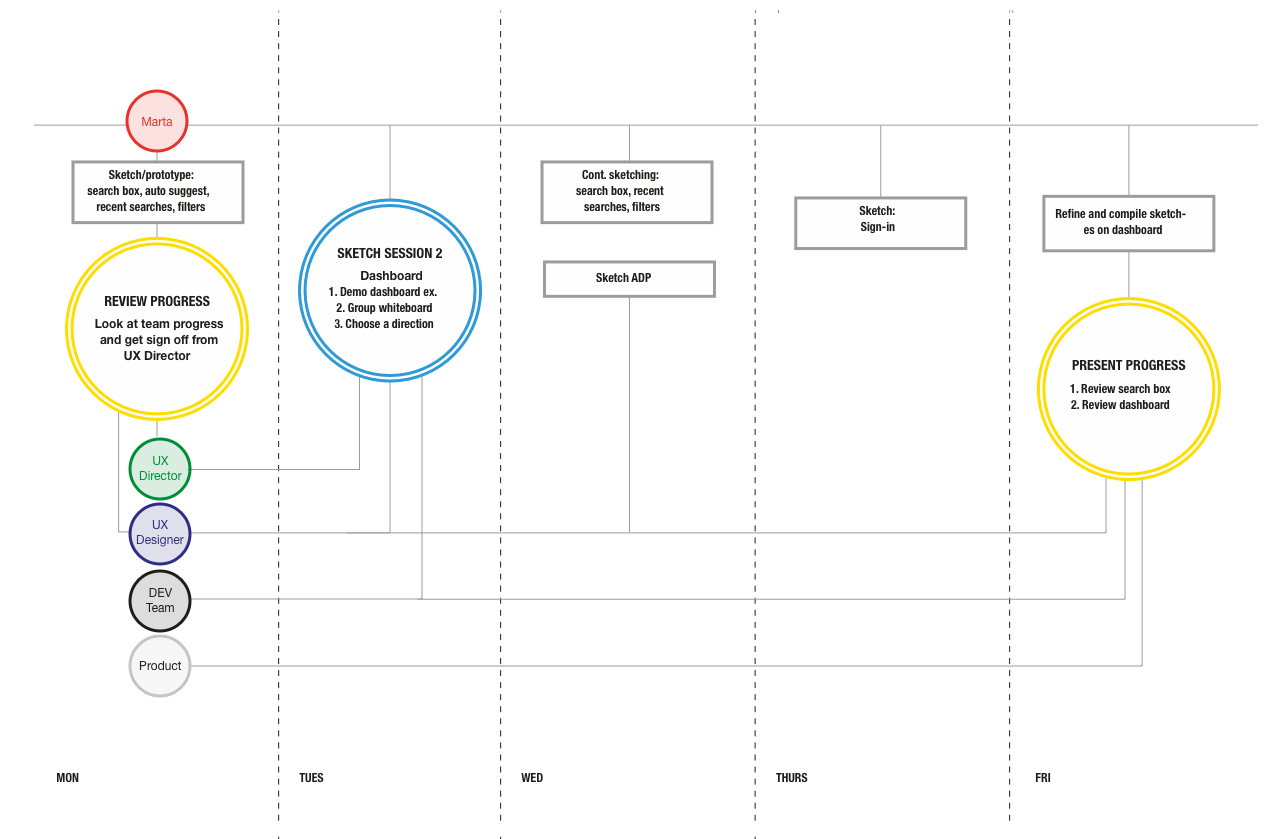 Marta
Sketch/prototype:
search box, auto suggest,
recent searches, filters
REVIEW PROGRESS
Look at team progress
and get sign off from
UX Director
UX
Director
UX
Designer
DEV
Team
Product
MON
SKETCH SESSION 2
Dashboard
1. Demo dashboard ex.
2. Group whiteboard
3. Choose a direction
TUES
Cont. sketching:
search box, recent
searches, filters
Sketch ADP
WED
Sketch:
Sign-in
THURS
Refine and compile sketch-
es on dashboard
PRESENT PROGRESS
1. Review search box
2. Review dashboard
FRI